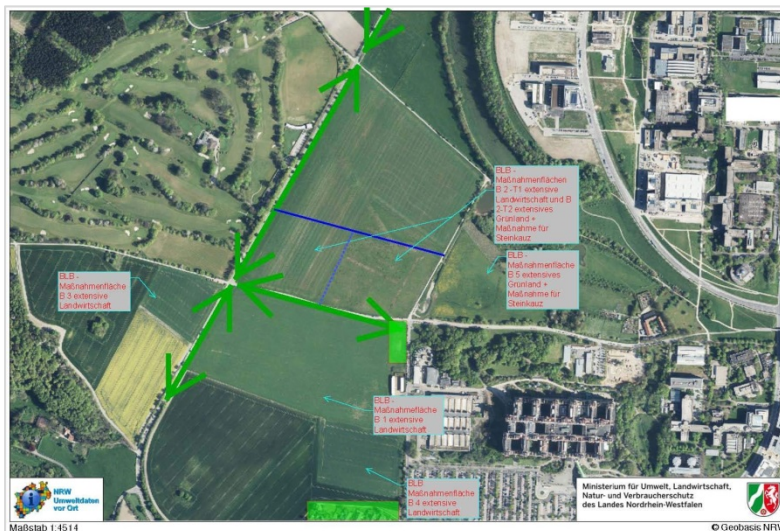 BLB -
Maßnahmenflächen
B 2 -T1 extensive
Landwirtschaft und B
2-T2 extensives
Grünland +
Maßnahme für
Steinkauz
BLB -
Maßnahmenfläche
B 3 extensive
Landwirtschaft
BLB -
Maßnahmenfläche
B 5 extensives
Grünland +
Maßnahme für
Steinkauz
BLB -
Maßnahmefläche
B 1 extensive
Landwirtschaft
BLB
Maßnahmenfläche
B 4 extensive
Landwirtschaft
NRW
Umweltdaten
vor Ort
Ministerium für Umwelt, Landwirtschaft,
Natur- und Verbraucherschutz
des Landes Nordrhein-Westfalen
Maßstab 1:4514
© Geobasis NRW